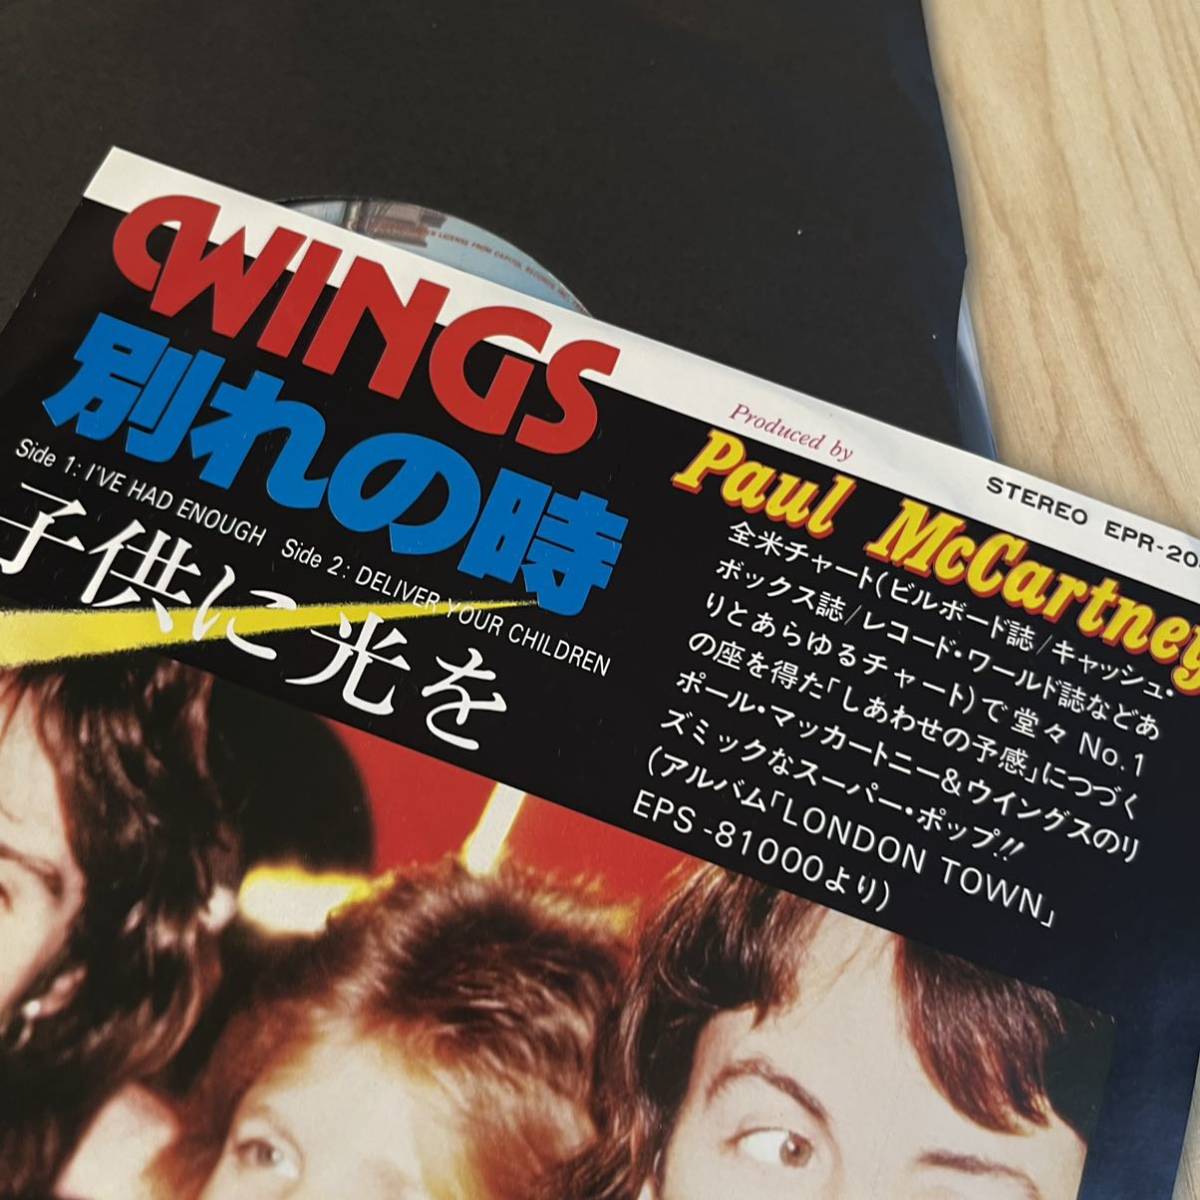 WINGS
別れの時
Side 1: I'VE HAD ENOUGH Side 2: DELIVER YOUR CHILDREN
子供に光を
Produced by
Paul McCartney
STEREO EPR-20
全米チャート(ビルボード誌/キャッシュ・
ボックス誌/レコード・ワールド誌などあ
りとあらゆるチャート)で堂々No.1
の座を得た「しあわせの予感」につづく
ポール・マッカートニー&ウイングスのリ
ズミックなスーパー・ポップ!!
(アルバム「LONDON TOWN」
EPS-81000より)
LICENSE FROM CAPITOL RECORDS, INC.